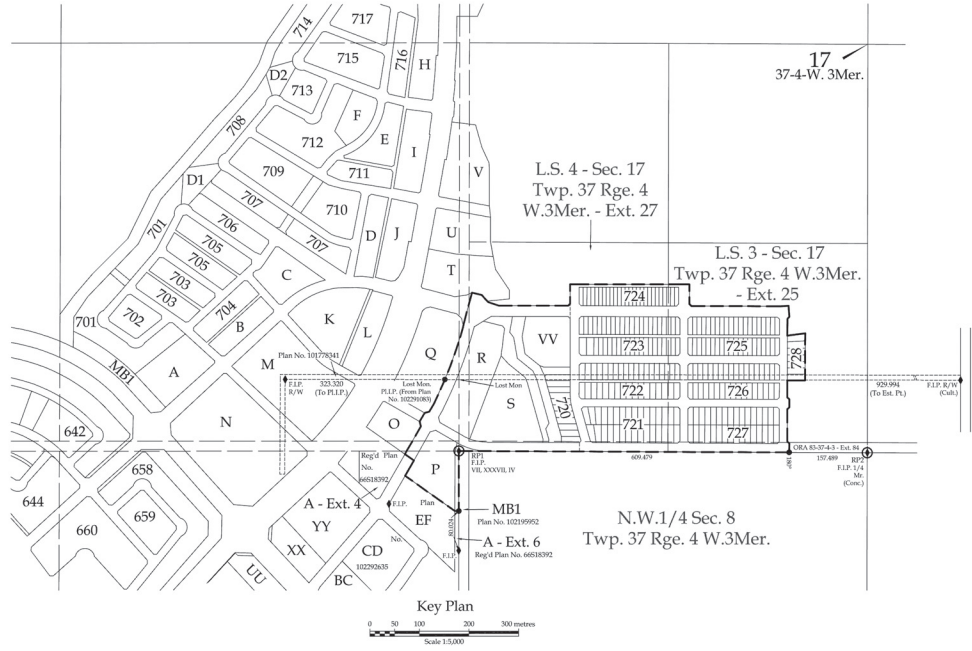 714
717
715
716
H
17
37-4-W. 3Mer.
D2
713
F
708
712
E
I
V
709
711
L.S. 4 - Sec. 17
Twp. 37 Rge. 4
W.3Mer. - Ext. 27
D1
707
710
701
706
707
D
J
U
705
705
L.S. 3 - Sec. 17
Twp. 37 Rge. 4 W.3Mer.
- Ext. 25
C
T
703
703
704
724
701
702
B
K
L
723
725
VV
728
Plan No. 101778341
M
Q
R
MB1
A
F.I.P.
R/W
323.320
(To Pl.I.P.)
Lost Mon.
Pl.I.P. (From Plan
No. 102291083)
Lost Mon
722
726
929.994
(To Est. Pt.)
F.I.P. R/W
(Cult.)
S
720
721
727
N
O
642
Reg'd Plan
No.
66518392
P
RP1
F.I.P.
VII, XXXVII, IV
609.479
ORA 83-37-4-3 - Ext. 84
180°
157.489
RP2
F.I.P. 1/4
Mr.
(Conc.)
658
644
659
660
A - Ext. 4
F.I.P.
Plan
MB1
Plan No. 102195952
N.W.1/4 Sec. 8
Twp. 37 Rge. 4 W.3Mer.
YY
EF
80.024
No.
A - Ext. 6
Reg'd Plan No. 66518392
XX
CD
102292635
F.I.P.
UU
BC
Key Plan
0 50 100 200 300 metres
Scale 1:5,000